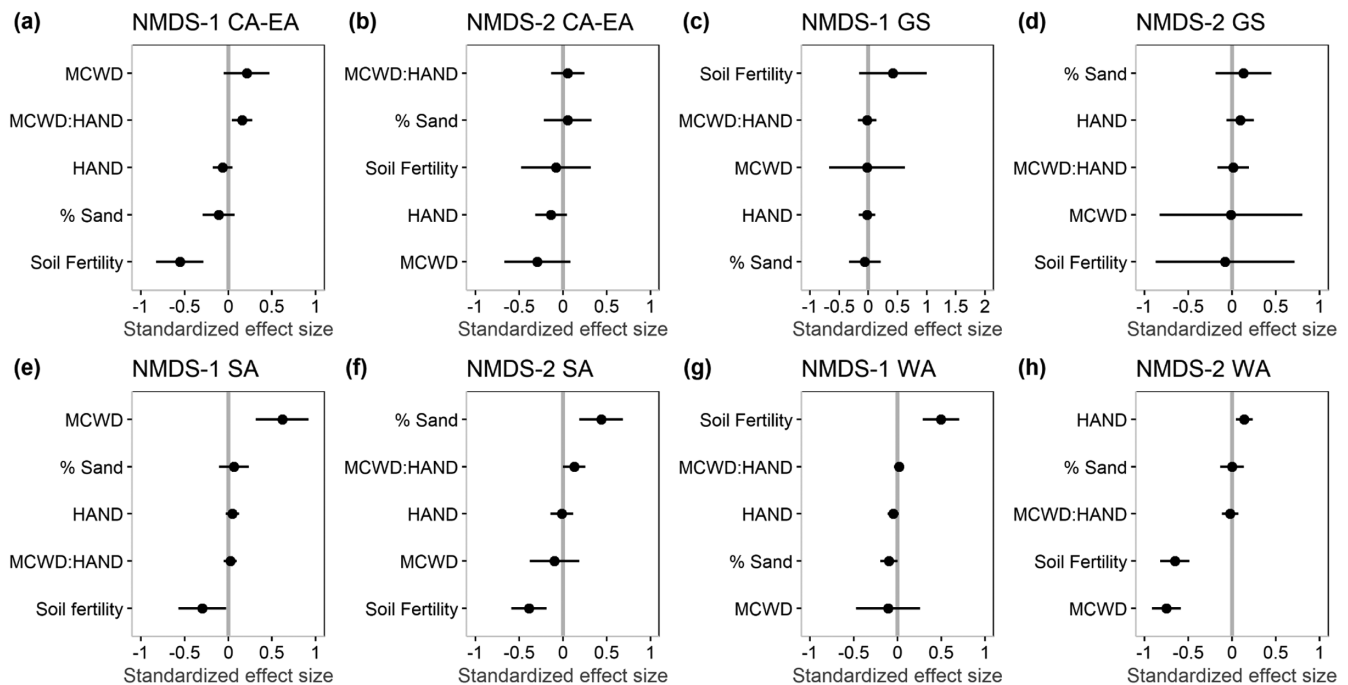 (a) NMDS-1 CA-EA
MCWD
MCWD:HAND
HAND
% Sand
Soil Fertility
-1 -0.5 0 0.5 1
Standardized effect size
(b) NMDS-2 CA-EA
MCWD:HAND
% Sand
Soil Fertility
HAND
MCWD
-1 -0.5 0 0.5 1
Standardized effect size
(c) NMDS-1 GS
Soil Fertility
MCWD:HAND
MCWD
HAND
% Sand
-1 -0.5 0 0.5 1 1.5 2
Standardized effect size
(d) NMDS-2 GS
% Sand
HAND
MCWD:HAND
MCWD
Soil Fertility
-1 -0.5 0 0.5 1
Standardized effect size
(e) NMDS-1 SA
MCWD
% Sand
HAND
MCWD:HAND
Soil fertility
-1 -0.5 0 0.5 1
Standardized effect size
(f) NMDS-2 SA
% Sand
MCWD:HAND
HAND
MCWD
Soil Fertility
-1 -0.5 0 0.5 1
Standardized effect size
(g) NMDS-1 WA
Soil Fertility
MCWD:HAND
HAND
% Sand
MCWD
-1 -0.5 0 0.5 1
Standardized effect size
(h) NMDS-2 WA
HAND
% Sand
MCWD:HAND
Soil Fertility
MCWD
-1 -0.5 0 0.5 1
Standardized effect size